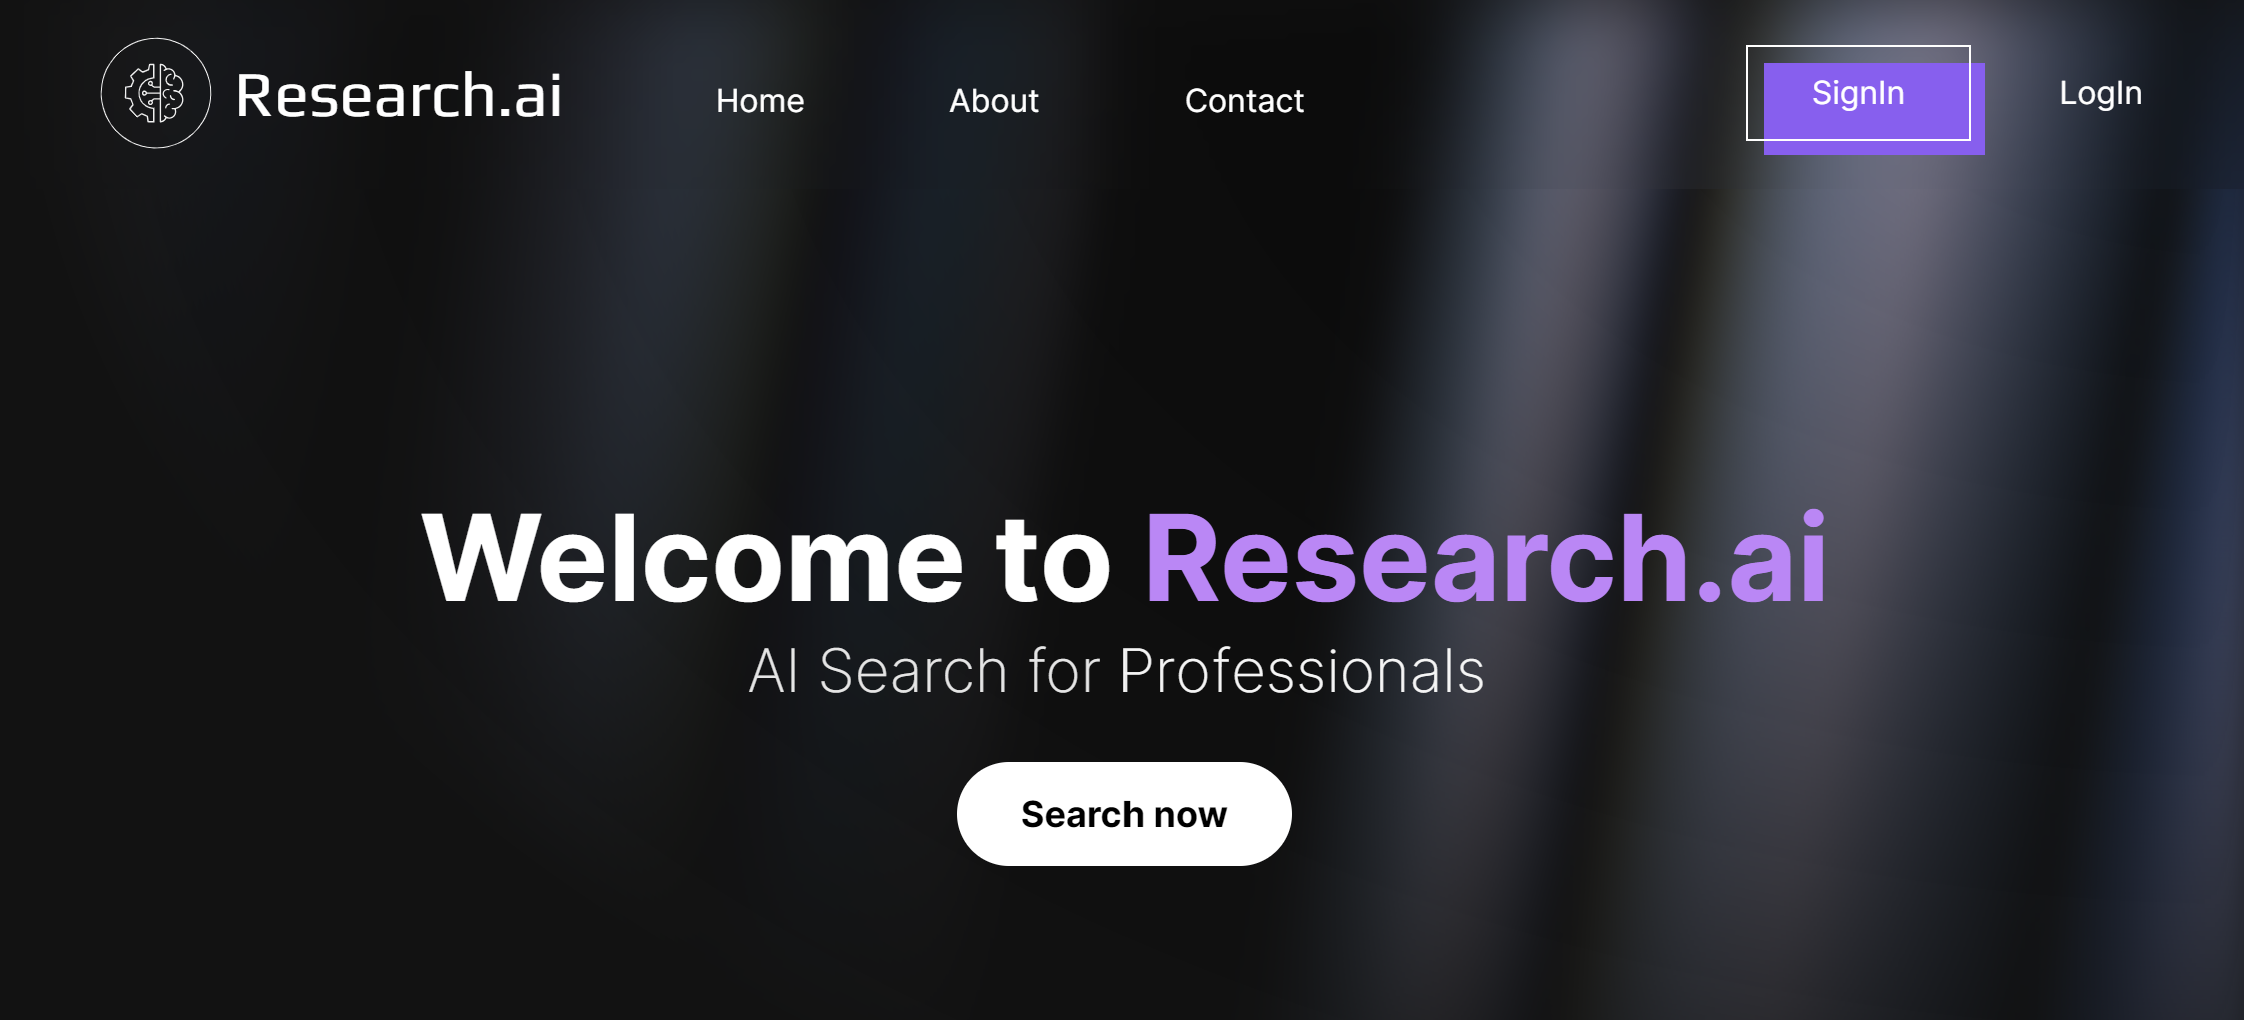 Research.ai
Home
About
Contact
SignIn
LogIn
Welcome to Research.ai
AI Search for Professionals
Search now